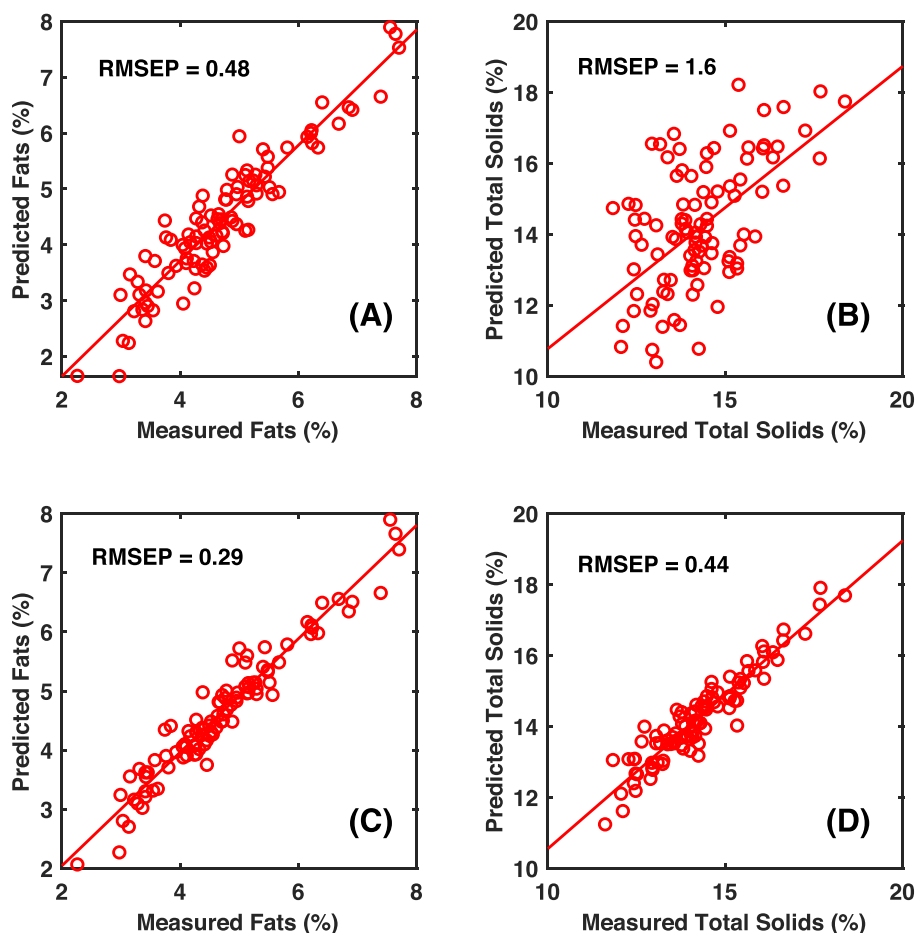 8
7
6
5
4
3
2
Predicted Fats (%)
RMSEP = 0.48
(A)
2 4 6 8
Measured Fats (%)
20
18
16
14
12
10
Predicted Total Solids (%)
RMSEP = 1.6
(B)
10 15 20
Measured Total Solids (%)
8
7
6
5
4
3
2
Predicted Fats (%)
RMSEP = 0.29
(C)
2 4 6 8
Measured Fats (%)
20
18
16
14
12
10
Predicted Total Solids (%)
RMSEP = 0.44
(D)
10 15 20
Measured Total Solids (%)